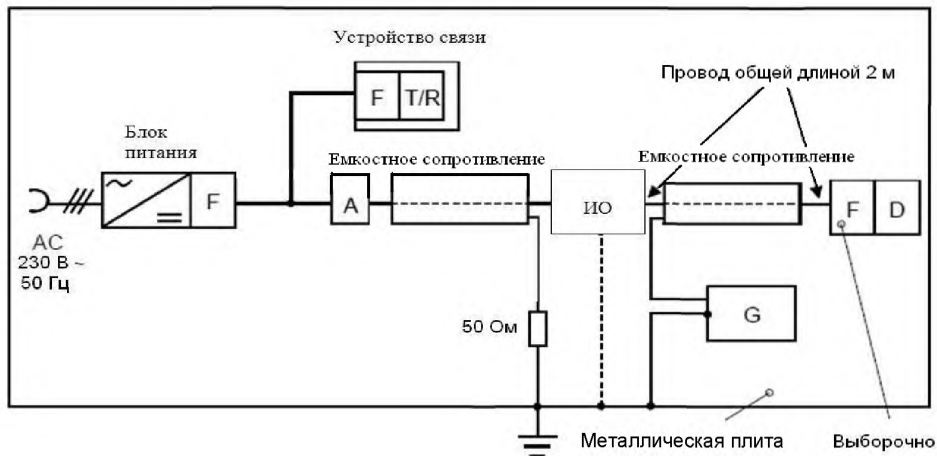 Устройство связи
F T/R
Провод общей длиной 2 м
Блок
питания
Емкостное сопротивление
Емкостное сопротивление
F
A
ИО
F D
AC
230 В ~
50 Гц
50 Ом
G
Металлическая плита
Выборочно